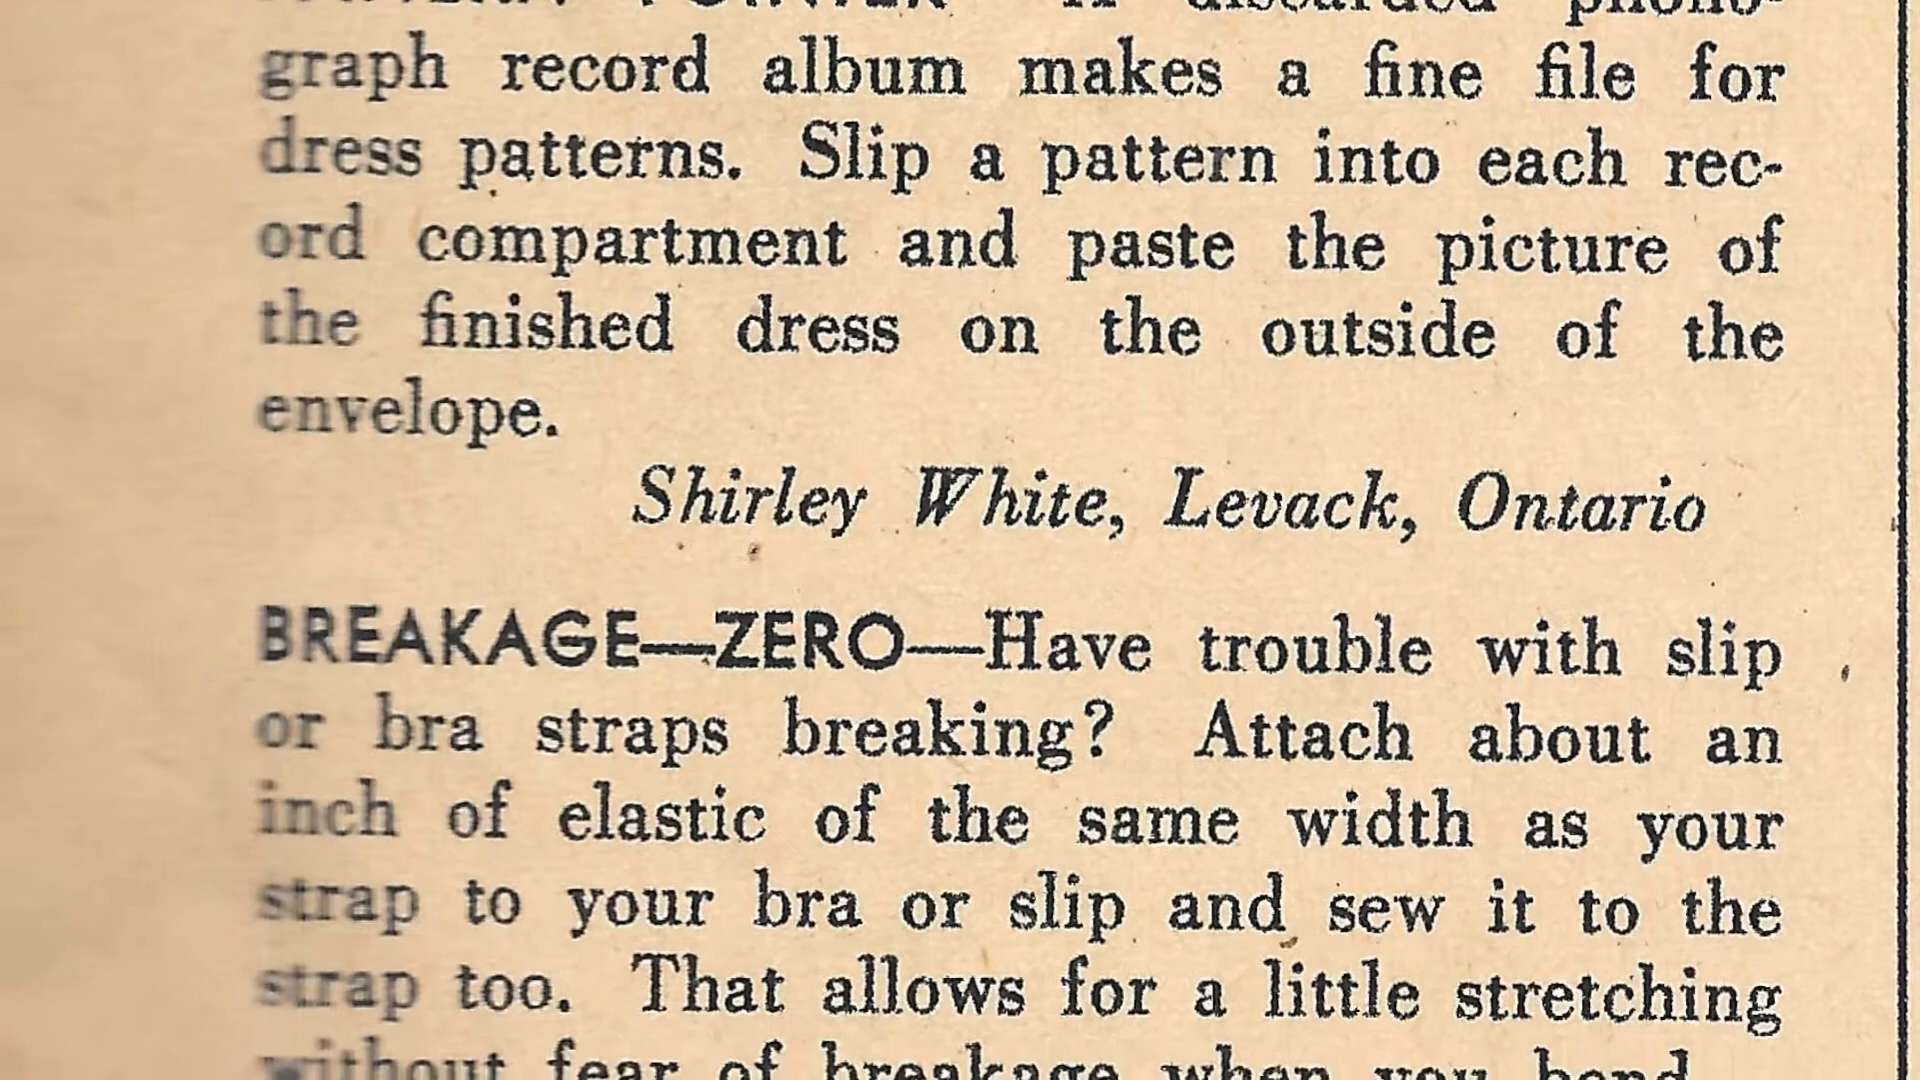 A discarded phono-
graph record album makes a fine file for
dress patterns. Slip a pattern into each rec-
ord compartment and paste the picture of
the finished dress on the outside of the
envelope.
Shirley White, Levack, Ontario
BREAKAGE—ZERO—Have trouble with slip
or bra straps breaking? Attach about an
inch of elastic of the same width as your
strap to your bra or slip and sew it to the
strap too. That allows for a little stretching
without fear of breakage when you bend